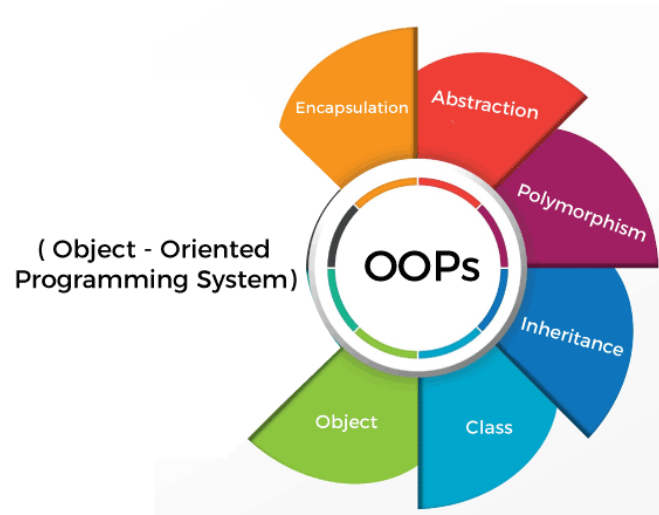 Encapsulation
Abstraction
Polymorphism
( Object - Oriented
Programming System)
OOPs
Inheritance
Object
Class